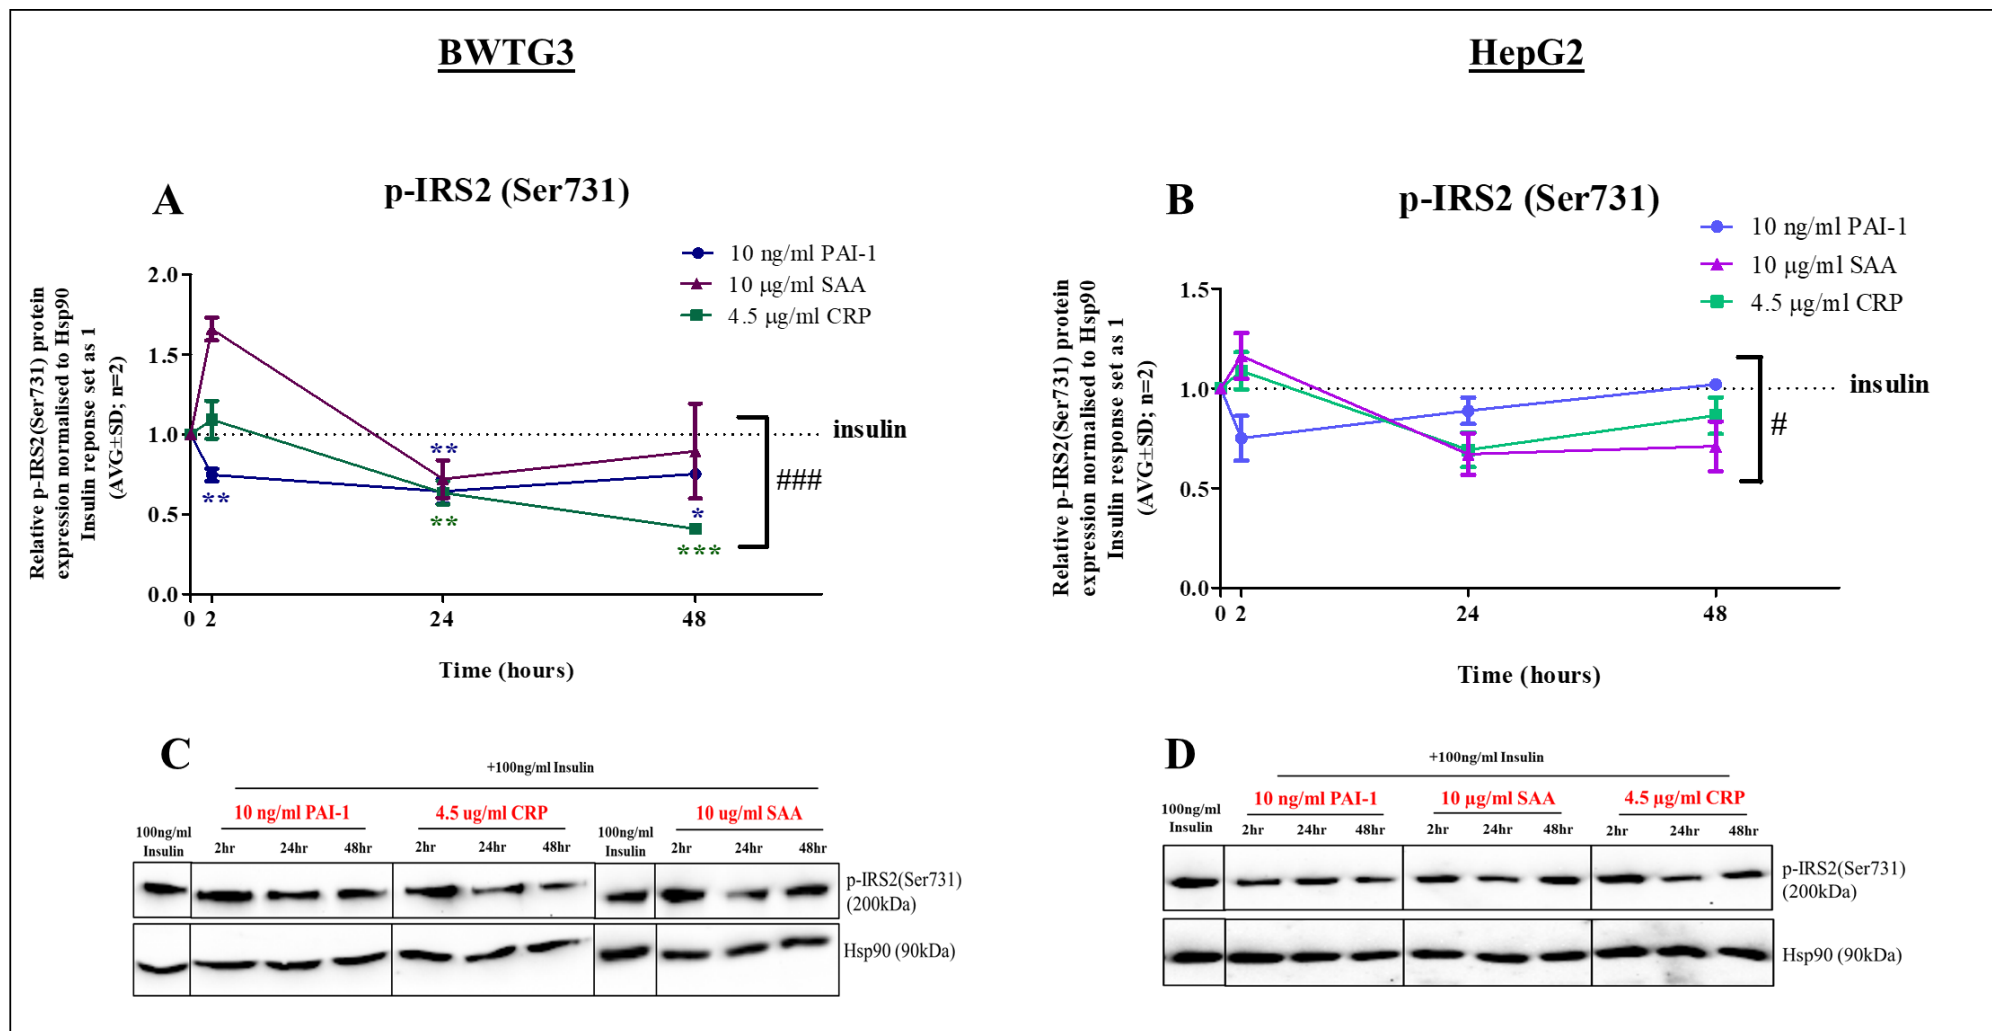 BWTG3
HepG2
A
p-IRS2 (Ser731)
10 ng/ml PAI-1
10 μg/ml SAA
4.5 μg/ml CRP
Relative p-IRS2(Ser731) protein
expression normalised to Hsp90
Insulin reponse set as 1
(AVG±SD; n=2)
2.0
1.5
1.0
0.5
0.0
**
**
**
*
***
insulin
###
0 2 24 48
Time (hours)
B
p-IRS2 (Ser731)
10 ng/ml PAI-1
10 μg/ml SAA
4.5 μg/ml CRP
Relative p-IRS2(Ser731) protein
expression normalised to Hsp90
Insulin response set as 1
(AVG±SD; n=2)
1.5
1.0
0.5
0.0
insulin
#
0 2 24 48
Time (hours)
C
+100ng/ml Insulin
10 ng/ml PAI-1 4.5 ug/ml CRP 10 ug/ml SAA
100ng/ml
Insulin
2hr 24hr 48hr
2hr 24hr 48hr
100ng/ml
Insulin
2hr 24hr 48hr
p-IRS2(Ser731)
(200kDa)
Hsp90 (90kDa)
D
+100ng/ml Insulin
10 ng/ml PAI-1 10 μg/ml SAA 4.5 μg/ml CRP
100ng/ml
Insulin
2hr 24hr 48hr
2hr 24hr 48hr
2hr 24hr 48hr
p-IRS2(Ser731)
(200kDa)
Hsp90 (90kDa)